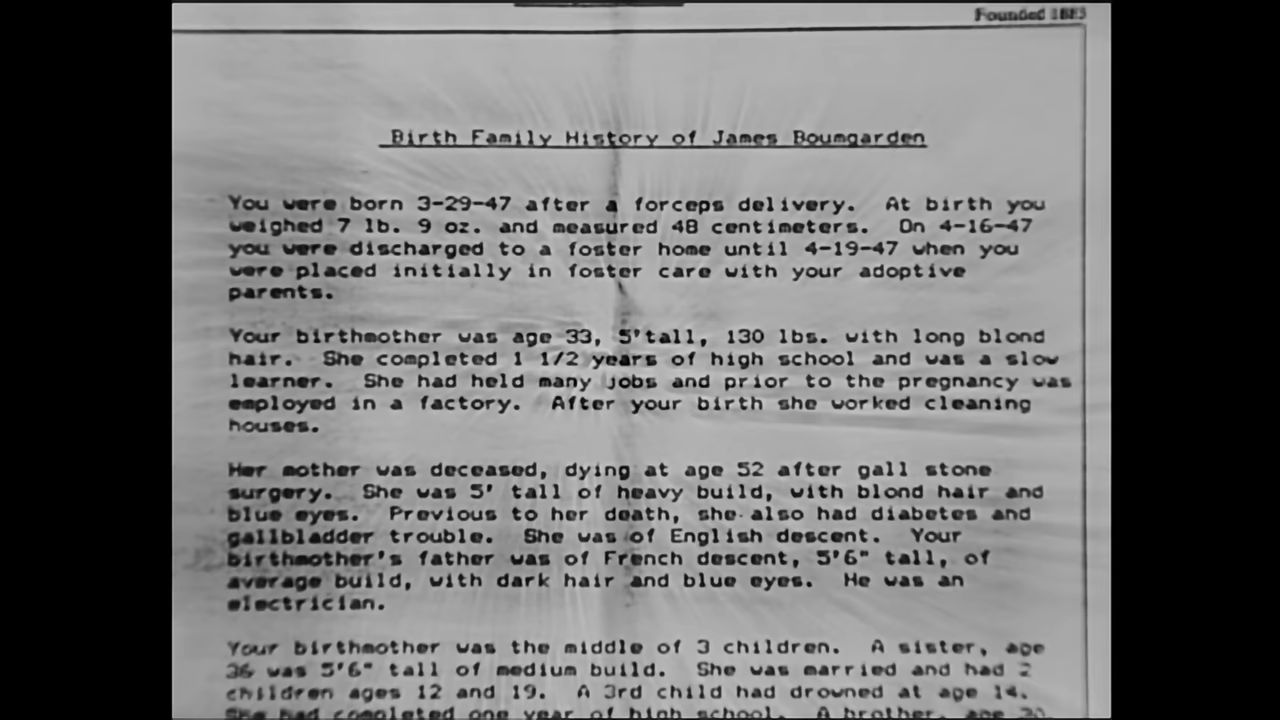 Founded 1883
Birth Family History of James Boumgarden
You were born 3-29-47 after a forceps delivery. At birth you
weighed 7 lb. 9 oz. and measured 48 centimeters. On 4-16-47
you were discharged to a foster home until 4-19-47 when you
were placed initially in foster care with your adoptive
parents.
Your birthmother was age 33, 5'tall, 130 lbs. with long blond
hair. She completed 1 1/2 years of high school and was a slow
learner. She had held many jobs and prior to the pregnancy was
employed in a factory. After your birth she worked cleaning
houses.
Her mother was deceased, dying at age 52 after gall stone
surgery. She was 5' tall of heavy build, with blond hair and
blue eyes. Previous to her death, she also had diabetes and
gallbladder trouble. She was of English descent. Your
birthmother's father was of French descent, 5'6" tall, of
average build, with dark hair and blue eyes. He was an
electrician.
Your birthmother was the middle of 3 children. A sister, age
36 was 5'6" tall of medium build. She was married and had 2
children ages 12 and 19. A 3rd child had drowned at age 14.
She had completed one year of high school. A brother, age